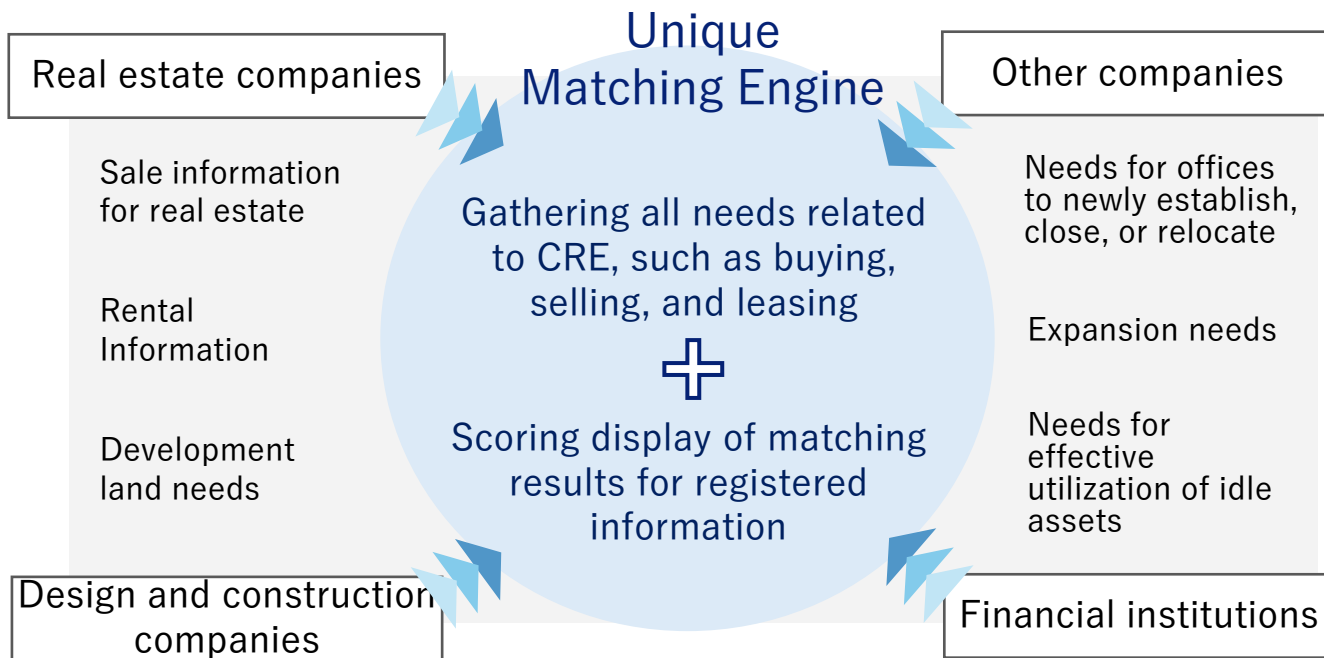 Unique
Matching Engine
Real estate companies
Other companies
Sale information
for real estate
Rental
Information
Development
land needs
Gathering all needs related
to CRE, such as buying,
selling, and leasing
Scoring display of matching
results for registered
information
Needs for offices
to newly establish,
close, or relocate
Expansion needs
Needs for
effective
utilization of idle
assets
Design and construction
companies
Financial institutions